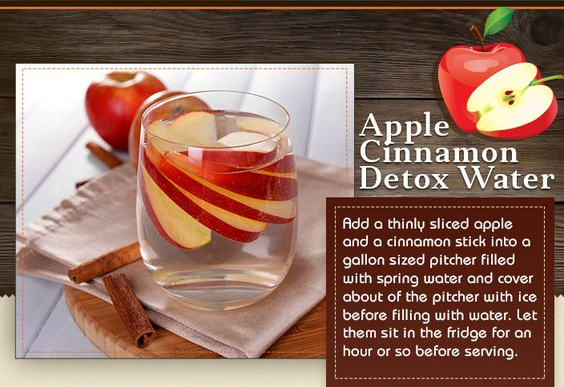 Apple
Cinnamon
Detox Water
Add a thinly sliced apple
and a cinnamon stick into a
gallon sized pitcher filled
with spring water and cover
about of the pitcher with ice
before filling with water. Let
them sit in the fridge for an
hour or so before serving.